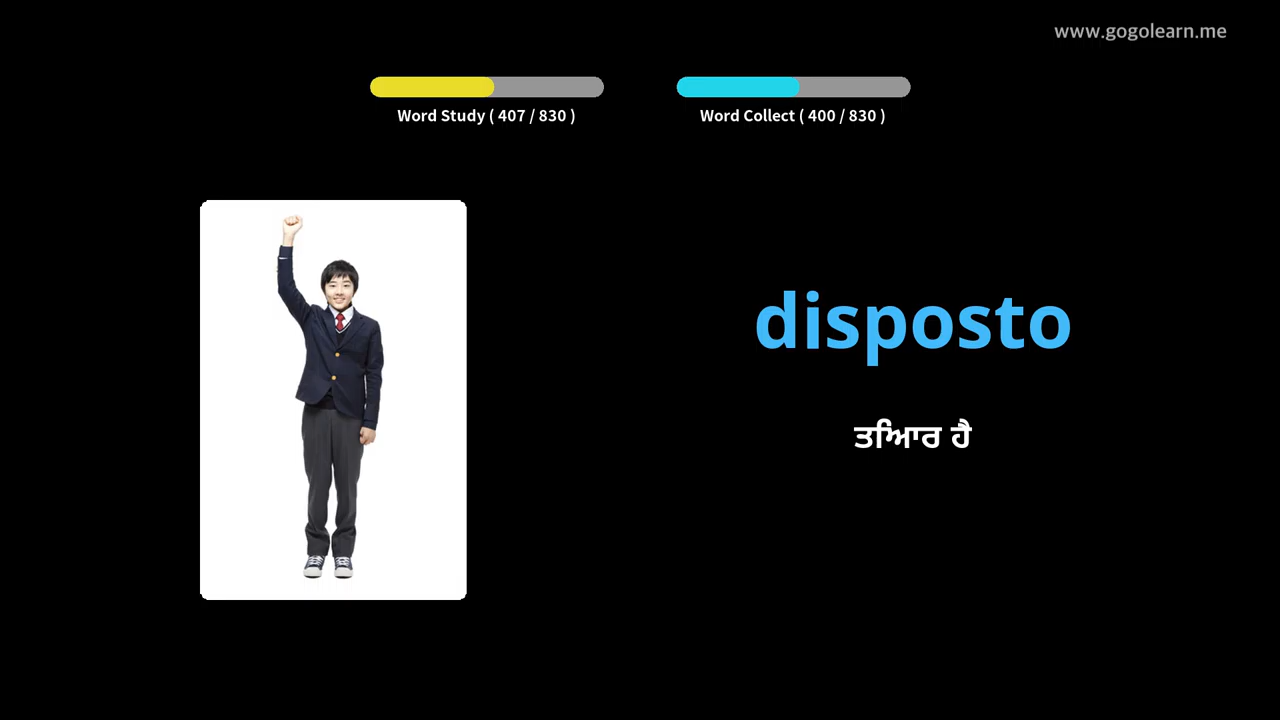 www.gogolearn.me
Word Study ( 407 / 830 )
Word Collect ( 400 / 830 )
disposto
ਤਿਆਰ ਹੈ